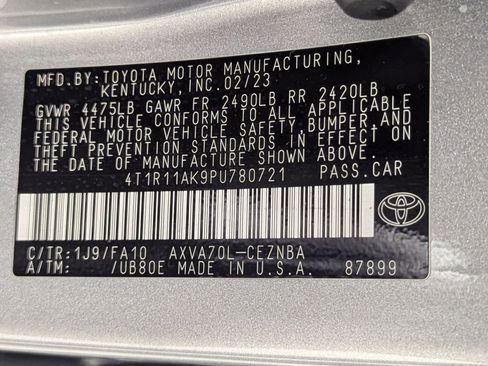 MFD.BY:TOYOTA MOTOR MANUFACTURING,
KENTUCKY,INC.02/23
GVWR 4475LB GAWR FR 2490LB RR 2420LB
THIS VEHICLE CONFORMS TO ALL APPLICABLE
FEDERAL MOTOR VEHICLE SAFETY,BUMPER,AND
THEFT PREVENTION STANDARDS IN EFFECT ON
THE DATE OF MANUFACTURE SHOWN ABOVE.
4T1R11AK9PU780721 PASS.CAR
C/TR:1J9/FA10 AXVA70L-CEZNBA
A/TM: /UB80E MADE IN U.S.A. 87899